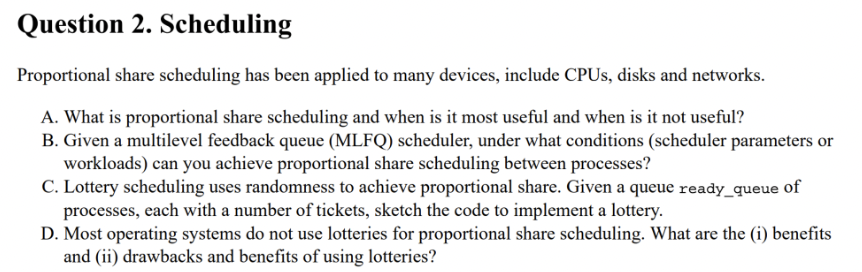 Question 2. Scheduling
Proportional share scheduling has been applied to many devices, include CPUs, disks and networks.
A. What is proportional share scheduling and when is it most useful and when is it not useful?
B. Given a multilevel feedback queue (MLFQ) scheduler, under what conditions (scheduler parameters or
workloads) can you achieve proportional share scheduling between processes?
C. Lottery scheduling uses randomness to achieve proportional share. Given a queue ready_queue of
processes, each with a number of tickets, sketch the code to implement a lottery.
D. Most operating systems do not use lotteries for proportional share scheduling. What are the (i) benefits
and (ii) drawbacks and benefits of using lotteries?